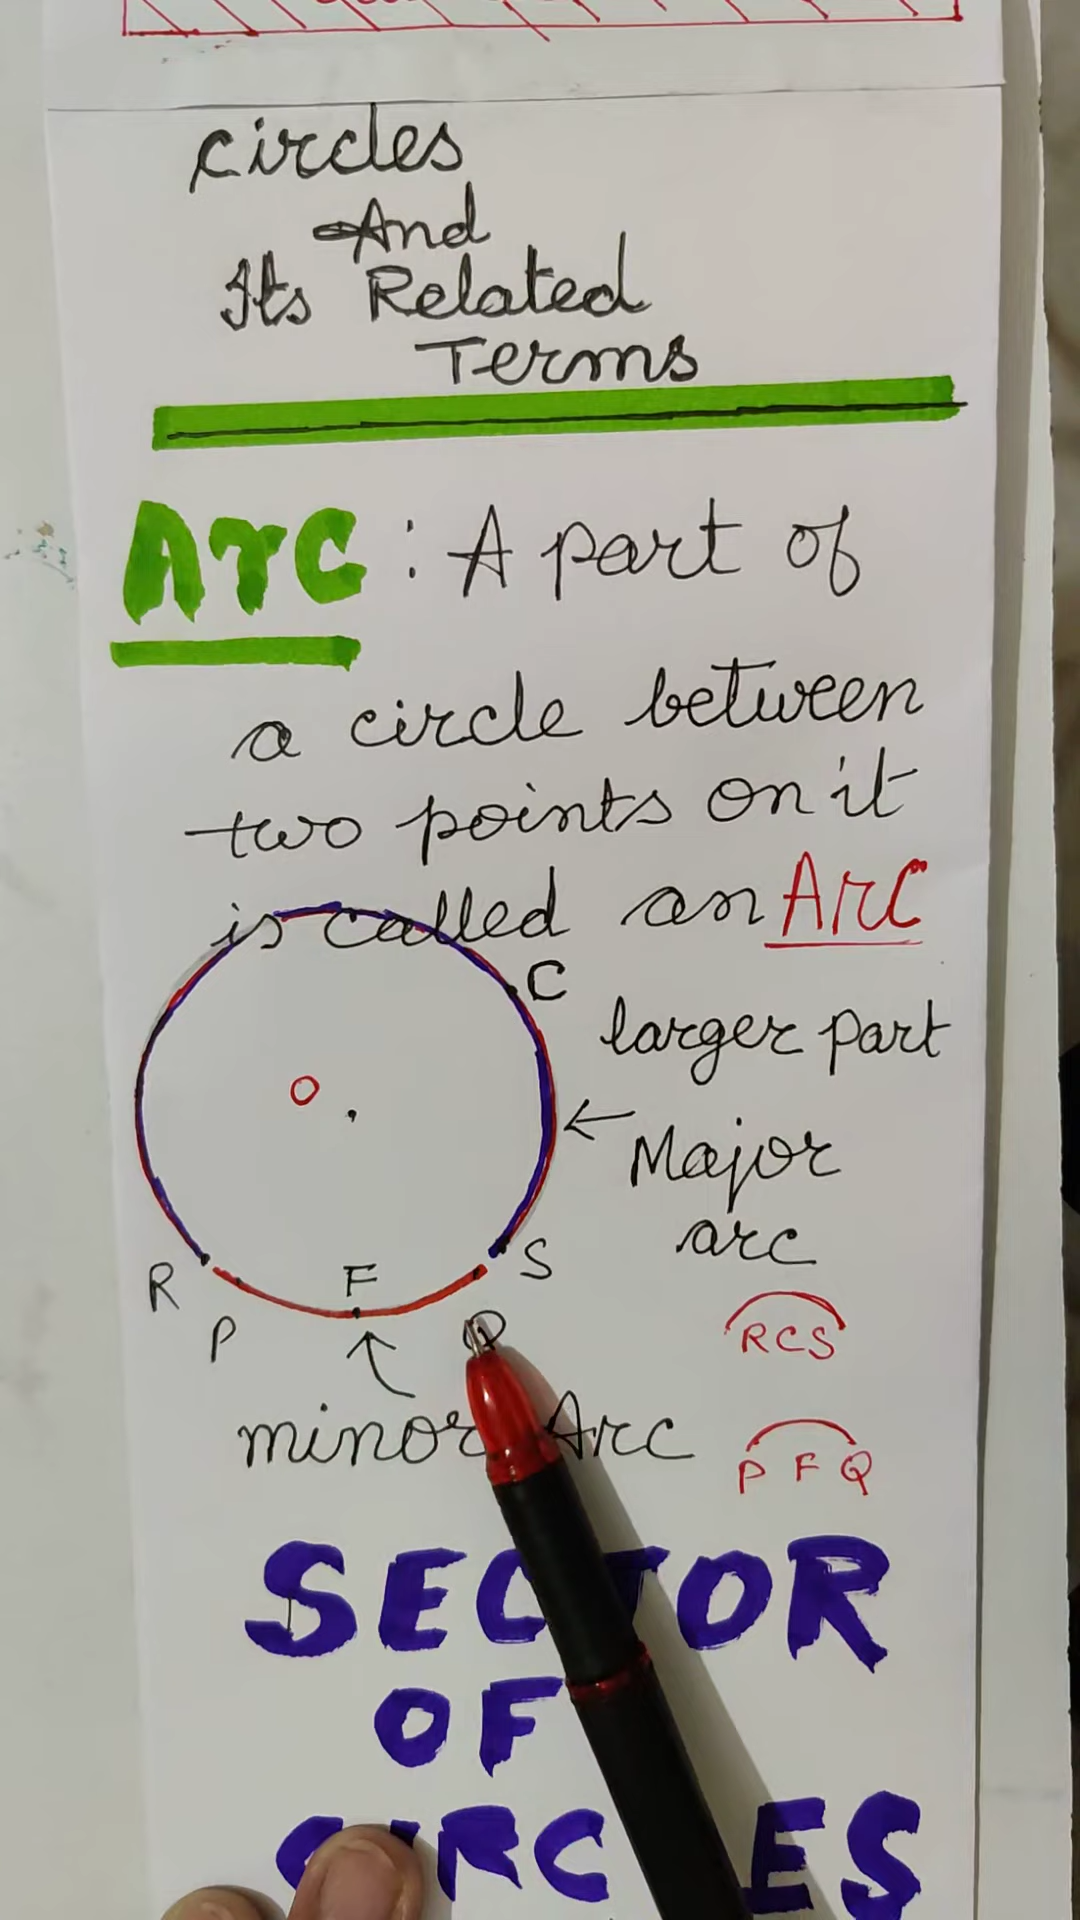 Circles
And
Its Related
Terms
Arc : A part of
a circle between
two points on it
is called an Arc
C
larger part
O
Major
arc
R
S
F
P
Q
RCS
minor Arc
P F Q
SECTOR
OF
CIRCLES